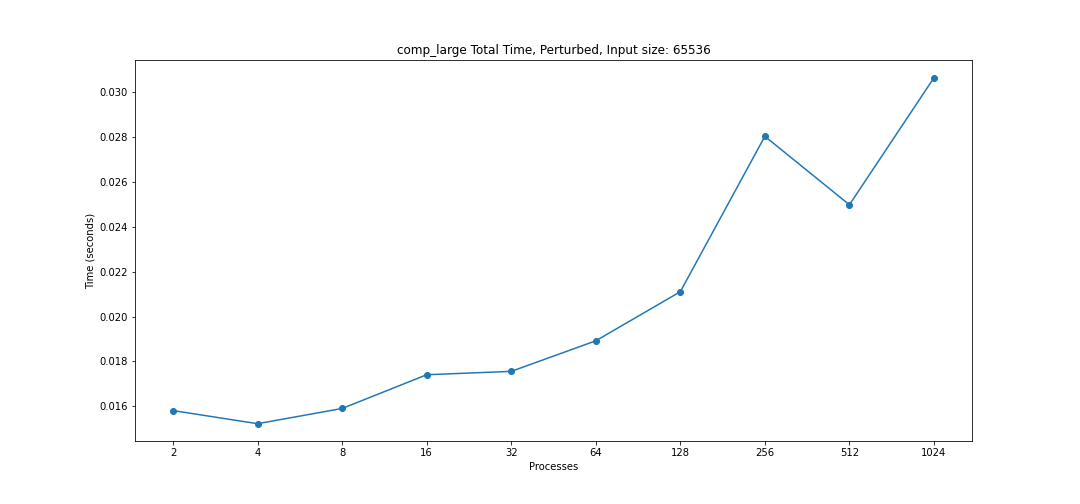 comp_large Total Time, Perturbed, Input size: 65536
0.030
0.028
0.026
0.024
0.022
0.020
0.018
0.016
Time (seconds)
2 4 8 16 32 64 128 256 512 1024
Processes